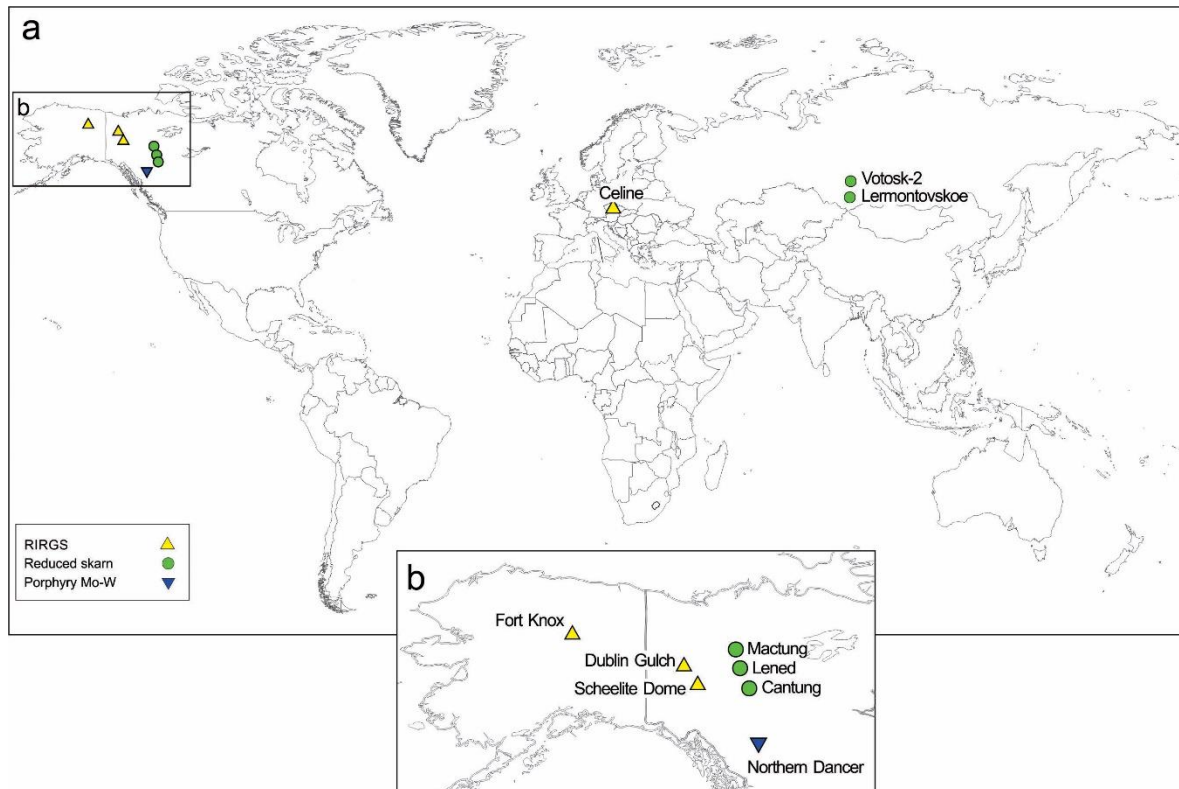 a
b
Celine
Votosk-2
Lermontovskoe
RIRGS
Reduced skarn
Porphyry Mo-W
b
Fort Knox
Dublin Gulch
Scheelite Dome
Mactung
Lened
Cantung
Northern Dancer